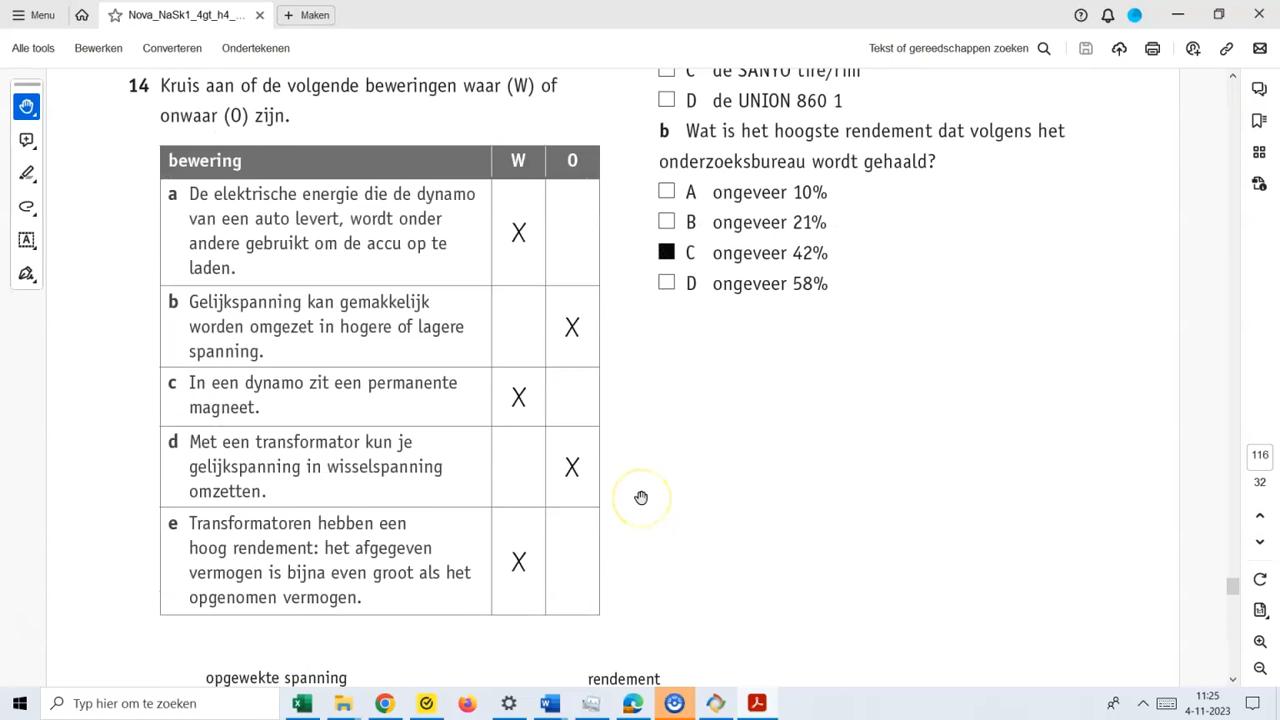 Menu
Nova_NaSk1_4gt_h4_...
Maken
Alle tools
Bewerken
Converteren
Ondertekenen
Tekst of gereedschappen zoeken
14 Kruis aan of de volgende beweringen waar (W) of
onwaar (O) zijn.
bewering W O
a De elektrische energie die de dynamo
van een auto levert, wordt onder
andere gebruikt om de accu op te
laden.
X
b Gelijkspanning kan gemakkelijk
worden omgezet in hogere of lagere
spanning.
X
c In een dynamo zit een permanente
magneet.
X
d Met een transformator kun je
gelijkspanning in wisselspanning
omzetten.
X
e Transformatoren hebben een
hoog rendement: het afgegeven
vermogen is bijna even groot als het
opgenomen vermogen.
X
opgewekte spanning
rendement
C de SANYO tire/rim
D de UNION 860 1
b Wat is het hoogste rendement dat volgens het
onderzoeksbureau wordt gehaald?
A ongeveer 10%
B ongeveer 21%
C ongeveer 42%
D ongeveer 58%
116
32
Typ hier om te zoeken
11:25
4-11-2023